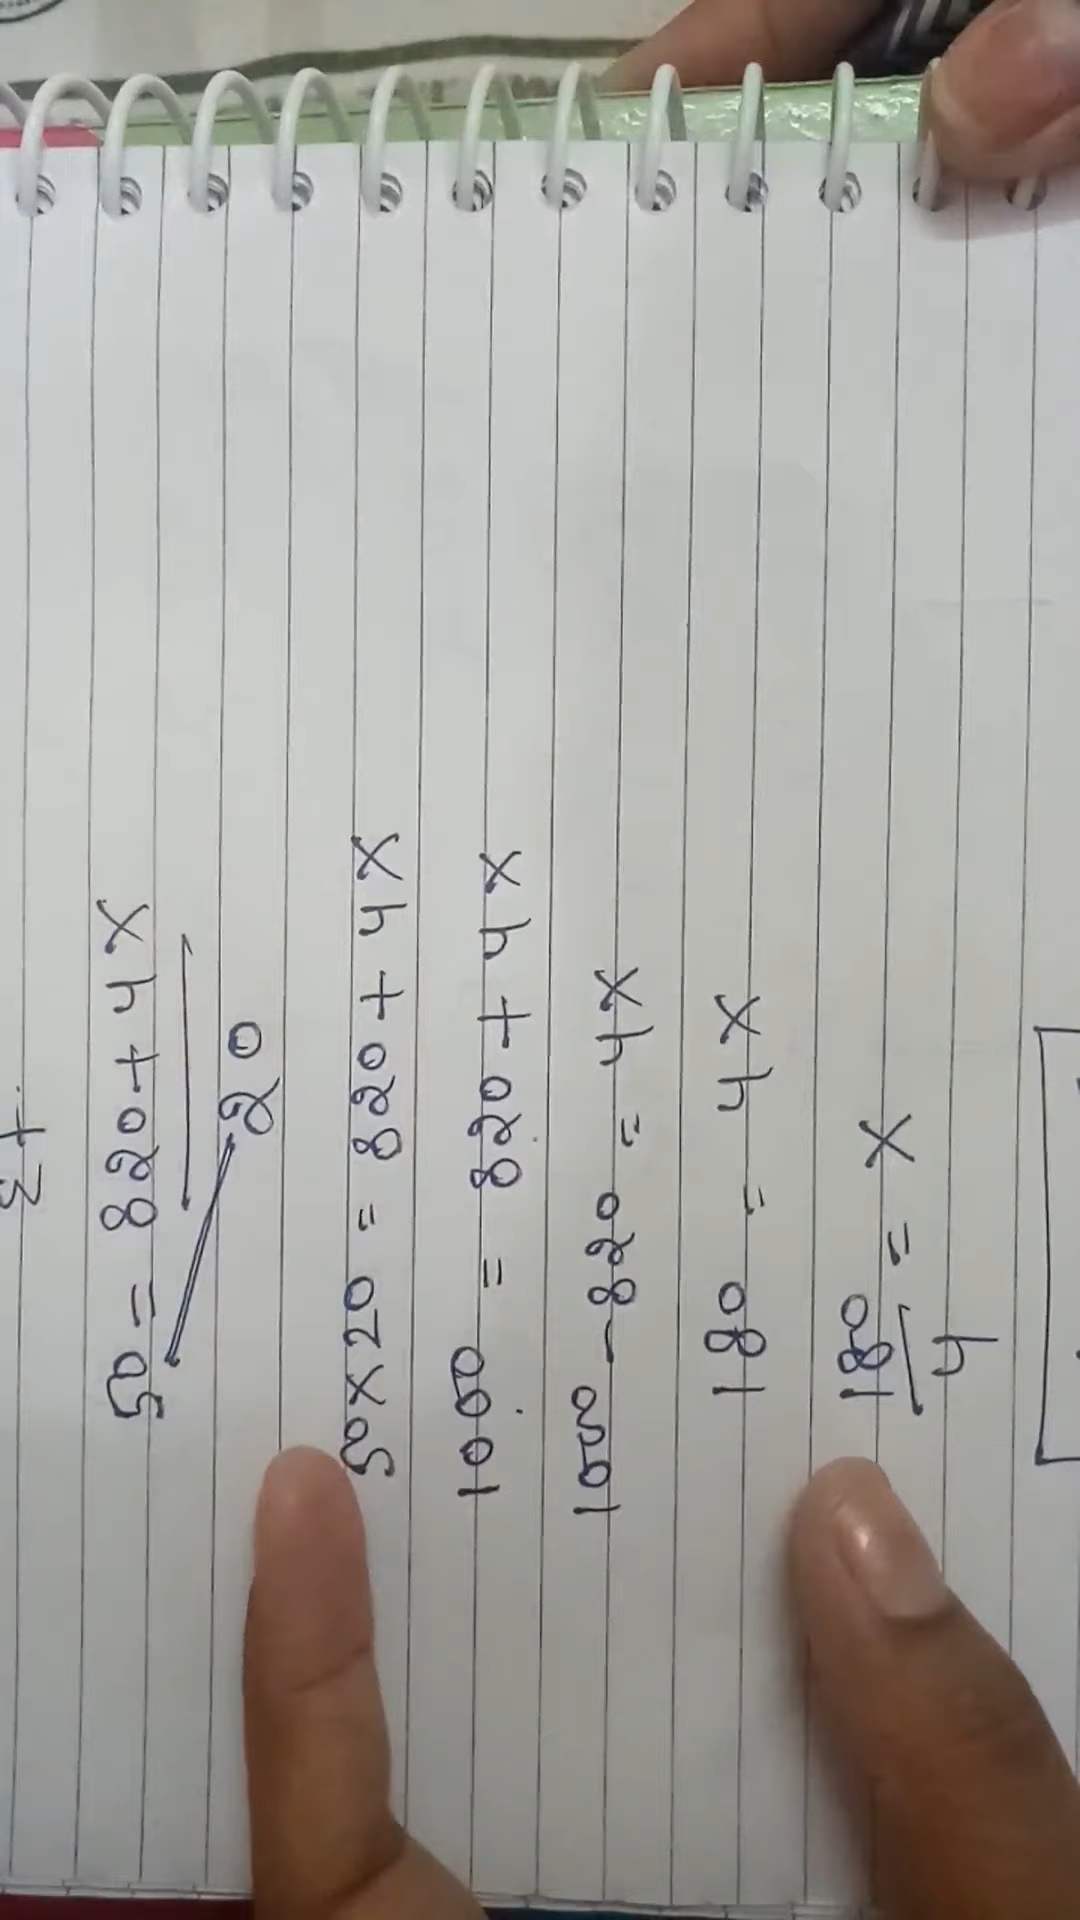 50 = 820 + 4x
20
50 x 20 = 820 + 4x
1000 = 820 + 4x
1000 - 820 = 4x
180 = 4x
180 = x
4